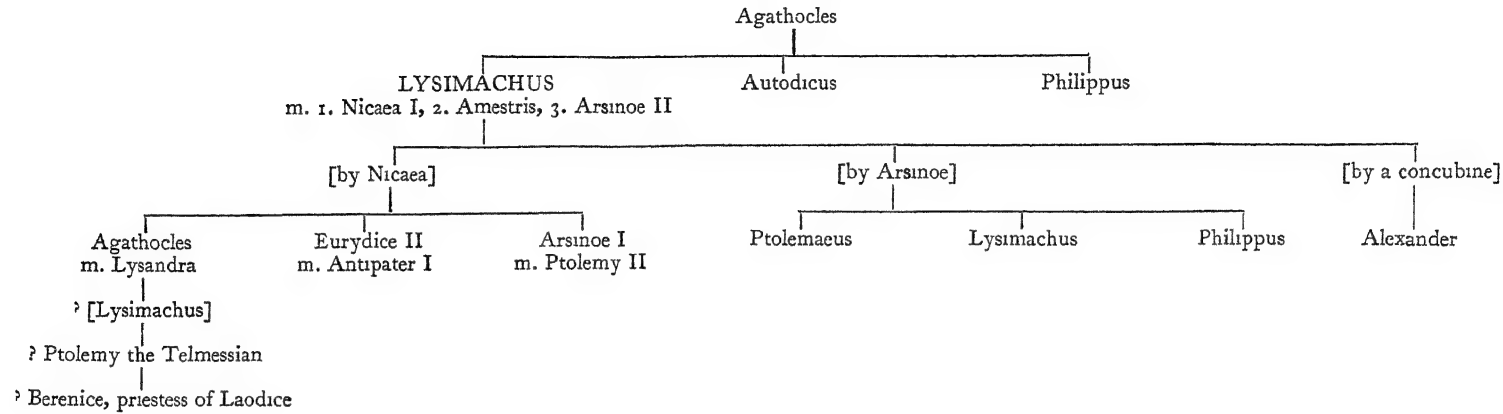 Agathocles
LYSIMACHUS Autodicus Philippus
m. 1. Nicaea I, 2. Amestris, 3. Arsinoe II
[by Nicaea] [by Arsinoe] [by a concubine]
Agathocles Eurydice II Arsinoe I Ptolemaeus Lysimachus Philippus Alexander
m. Lysandra m. Antipater I m. Ptolemy II
? [Lysimachus]
? Ptolemy the Telmessian
? Berenice, priestess of Laodice